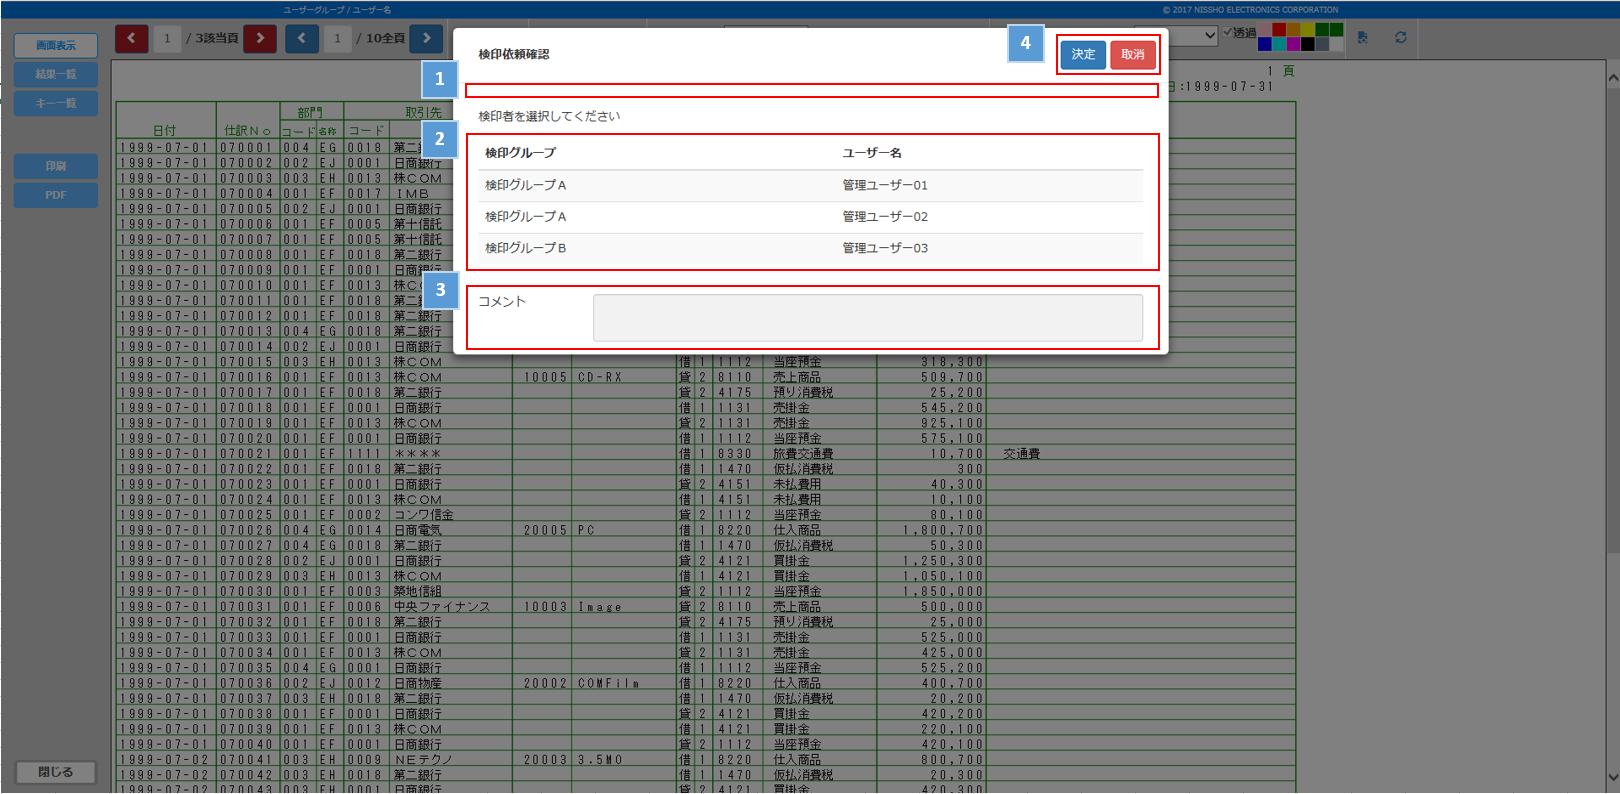 ユーザーグループ / ユーザー名 © 2017 NISSHO ELECTRONICS CORPORATION
画面表示
結果一覧
キー一覧
印刷
PDF
閉じる
1 / 3該当頁 1 / 10全頁
透過
検印依頼確認
4
決定 取消
1
検印者を選択してください
2
検印グループ ユーザー名
検印グループA 管理ユーザー01
検印グループA 管理ユーザー02
検印グループB 管理ユーザー03
3
コメント
1 頁
日:1999-07-31
部門 取引先
日付 仕訳No コード 名称 コード
1999-07-01 070001 004 EG 0018 第二
1999-07-01 070002 002 EJ 0001 日商銀行
1999-07-01 070003 003 EH 0013 株COM
1999-07-01 070004 001 EF 0017 IMB
1999-07-01 070005 002 EJ 0001 日商銀行
1999-07-01 070006 001 EF 0005 第十信託
1999-07-01 070007 001 EF 0005 第十信託
1999-07-01 070008 001 EF 0018 第二銀行
1999-07-01 070009 001 EF 0001 日商銀行
1999-07-01 070010 001 EF 0013 株CO
1999-07-01 070011 001 EF 0018 第二
1999-07-01 070012 001 EF 0018 第二銀行
1999-07-01 070013 004 EG 0018 第二銀行
1999-07-01 070014 002 EJ 0001 日商銀行
1999-07-01 070015 003 EH 0013 株COM 借 1 1112 当座預金 318,300
1999-07-01 070016 001 EF 0013 株COM 10005 CD-RX 貸 2 8110 売上商品 509,700
1999-07-01 070017 001 EF 0018 第二銀行 貸 2 4175 預り消費税 25,200
1999-07-01 070018 001 EF 0001 日商銀行 借 1 1131 売掛金 545,200
1999-07-01 070019 001 EF 0013 株COM 貸 2 1131 売掛金 925,100
1999-07-01 070020 001 EF 0001 日商銀行 借 1 1112 当座預金 575,100
1999-07-01 070021 001 EF 1111 ＊＊＊＊ 借 1 8330 旅費交通費 10,700 交通費
1999-07-01 070022 001 EF 0018 第二銀行 借 1 1470 仮払消費税 300
1999-07-01 070023 001 EF 0001 日商銀行 貸 2 4151 未払費用 40,300
1999-07-01 070024 001 EF 0013 株COM 借 1 4151 未払費用 10,100
1999-07-01 070025 001 EF 0002 コンワ信金 貸 2 1112 当座預金 80,100
1999-07-01 070026 004 EG 0014 日商電気 20005 PC 借 1 8220 仕入商品 1,800,700
1999-07-01 070027 004 EG 0018 第二銀行 借 1 1470 仮払消費税 50,300
1999-07-01 070028 002 EJ 0001 日商銀行 貸 2 4121 買掛金 1,250,300
1999-07-01 070029 003 EH 0013 株COM 借 1 4121 買掛金 1,050,100
1999-07-01 070030 001 EF 0003 築地信組 貸 2 1112 当座預金 1,850,000
1999-07-01 070031 001 EF 0006 中央ファイナンス 10003 Image 貸 2 8110 売上商品 500,000
1999-07-01 070032 001 EF 0018 第二銀行 貸 2 4175 預り消費税 25,000
1999-07-01 070033 001 EF 0001 日商銀行 借 1 1131 売掛金 525,000
1999-07-01 070034 001 EF 0013 株COM 貸 2 1131 売掛金 425,000
1999-07-01 070035 004 EG 0001 日商銀行 借 1 1112 当座預金 525,200
1999-07-01 070036 002 EJ 0012 日商物産 20002 COMFilm 借 1 8220 仕入商品 400,700
1999-07-01 070037 003 EH 0018 第二銀行 借 1 1470 仮払消費税 20,200
1999-07-01 070038 001 EF 0001 日商銀行 貸 2 4121 買掛金 420,200
1999-07-01 070039 001 EF 0013 株COM 借 1 4121 買掛金 220,100
1999-07-01 070040 001 EF 0001 日商銀行 貸 2 1112 当座預金 420,100
1999-07-02 070041 003 EH 0009 NEテクノ 20003 3.5MO 借 1 8220 仕入商品 800,700
1999-07-02 070042 003 EH 0018 第二銀行 借 1 1470 仮払消費税 20,300
1999-07-02 070043 003 EH 0001 日商銀行 貸 2 4121 買掛金 420,300